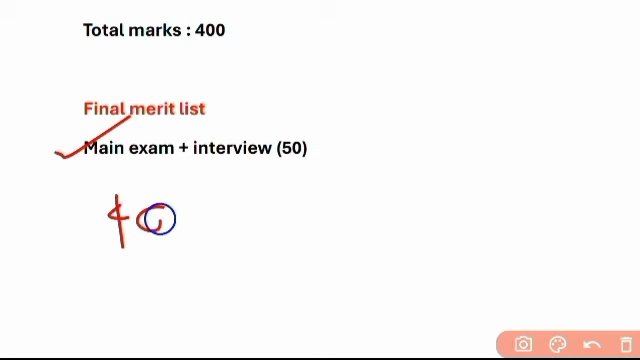 Total marks : 400
Final merit list
Main exam + interview (50)